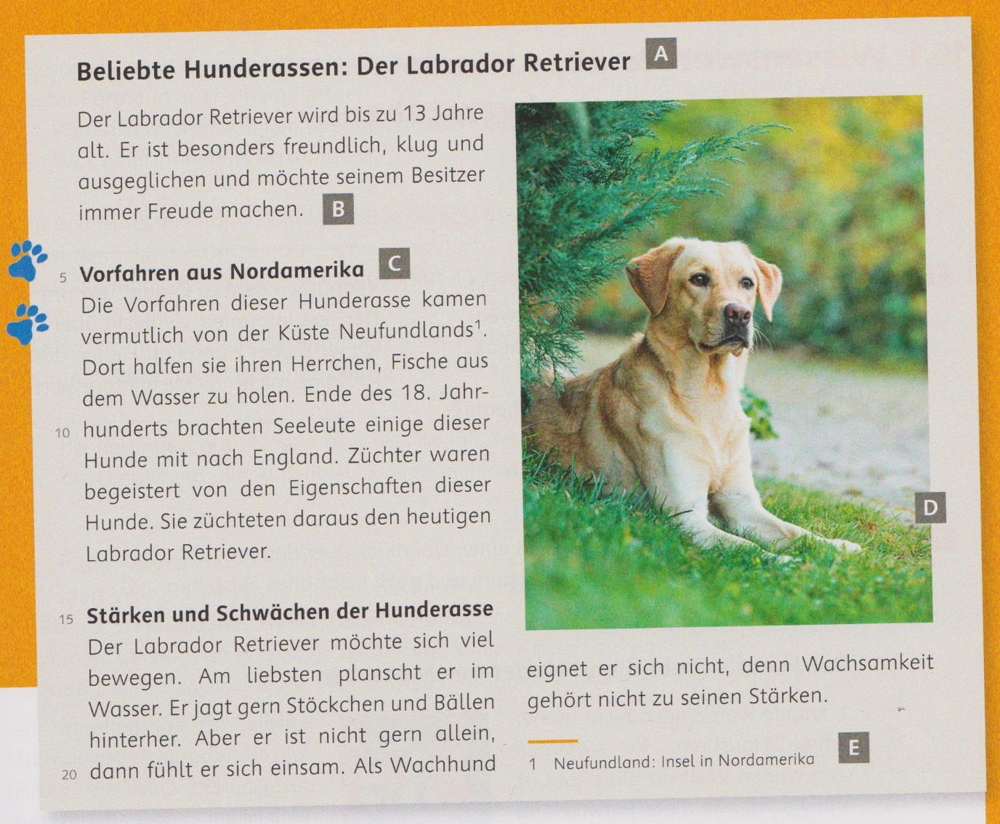 Beliebte Hunderassen: Der Labrador Retriever A
Der Labrador Retriever wird bis zu 13 Jahre
alt. Er ist besonders freundlich, klug und
ausgeglichen und möchte seinem Besitzer
immer Freude machen. B
5 Vorfahren aus Nordamerika C
Die Vorfahren dieser Hunderasse kamen
vermutlich von der Küste Neufundlands¹.
Dort halfen sie ihren Herrchen, Fische aus
dem Wasser zu holen. Ende des 18. Jahr-
10 hunderts brachten Seeleute einige dieser
Hunde mit nach England. Züchter waren
begeistert von den Eigenschaften dieser
Hunde. Sie züchteten daraus den heutigen
Labrador Retriever.
15 Stärken und Schwächen der Hunderasse
Der Labrador Retriever möchte sich viel
bewegen. Am liebsten planscht er im
Wasser. Er jagt gern Stöckchen und Bällen
hinterher. Aber er ist nicht gern allein,
20 dann fühlt er sich einsam. Als Wachhund
D
eignet er sich nicht, denn Wachsamkeit
gehört nicht zu seinen Stärken.
1 Neufundland: Insel in Nordamerika E